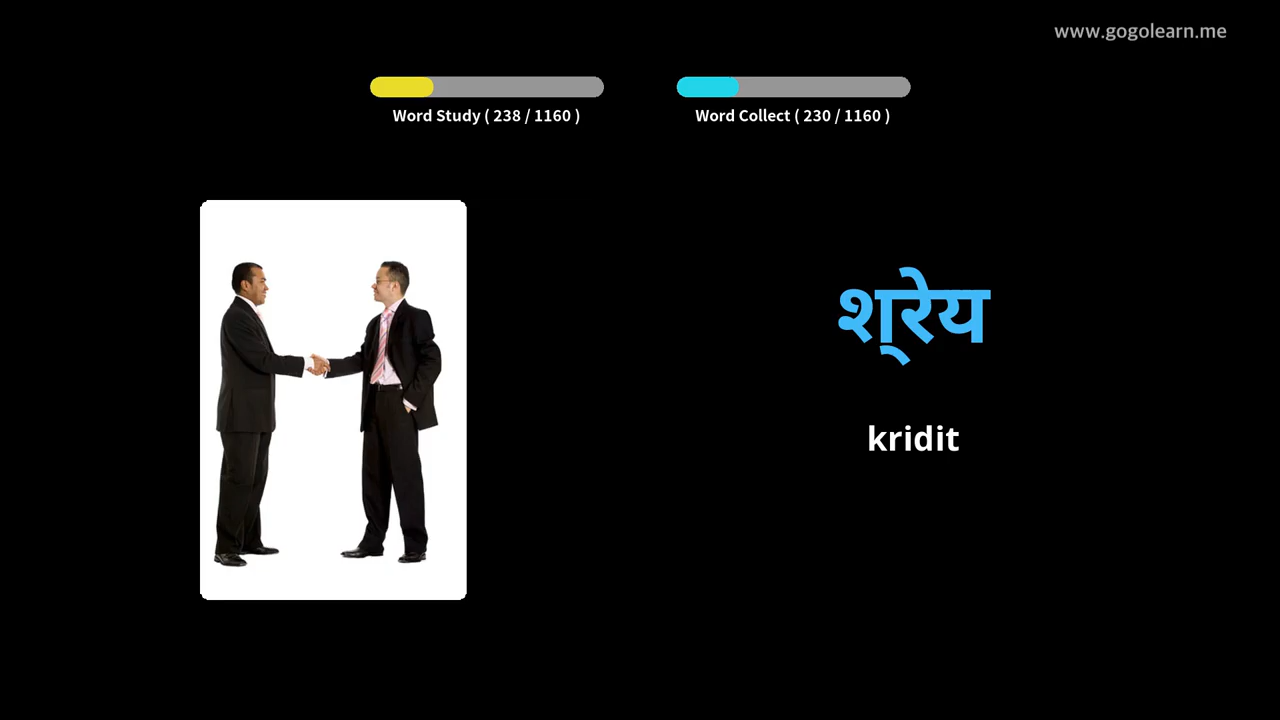 www.gogolearn.me
Word Study ( 238 / 1160 )
Word Collect ( 230 / 1160 )
श्रेय
kridit